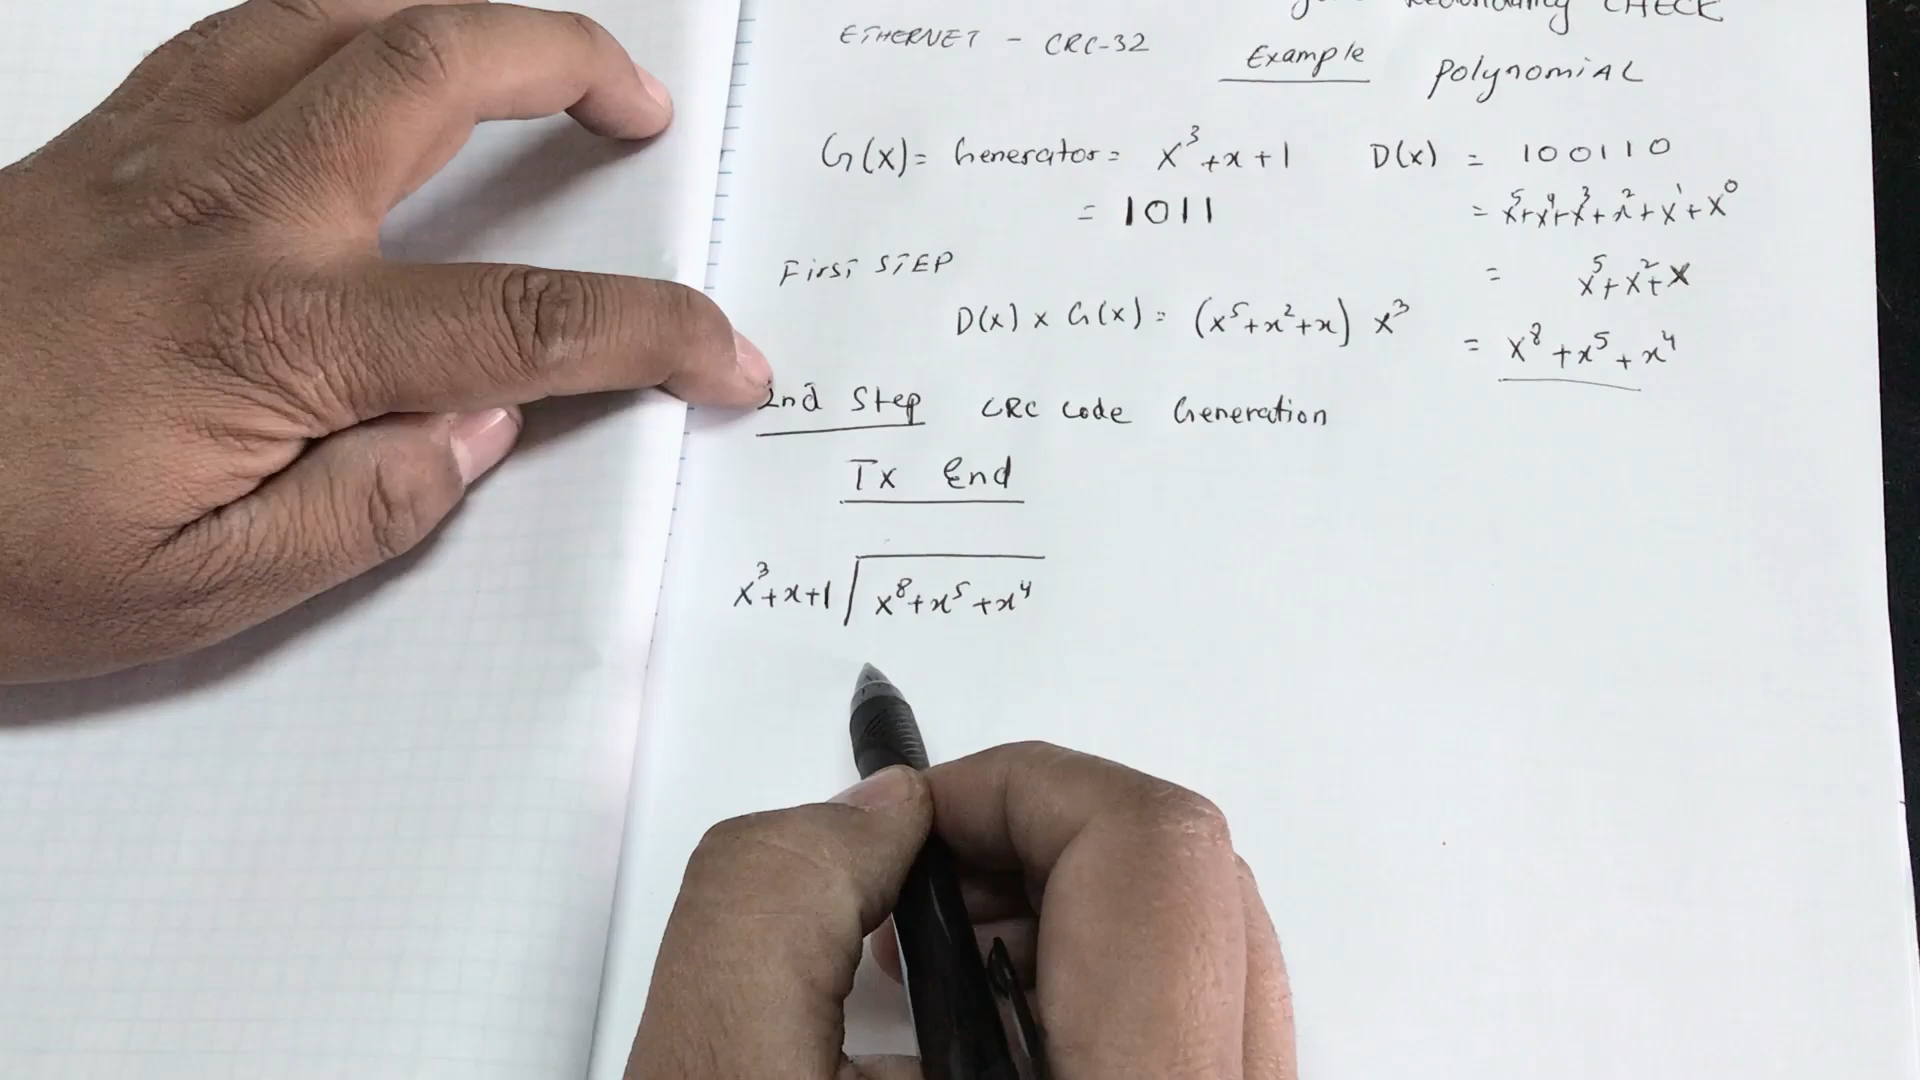 Redundancy CHECK
ETHERNET - CRC-32
Example
Polynomial
G(x) = Generator = x³+x+1
= 1011
D(x) = 100110
= x⁵+x⁴+x³+x²+x¹+x⁰
= x⁵+x²+x
First STEP
D(x) x G(x) = (x⁵+x²+x) x³
= x⁸+x⁵+x⁴
2nd Step CRC Code Generation
Tx End
x³+x+1 x⁸+x⁵+x⁴